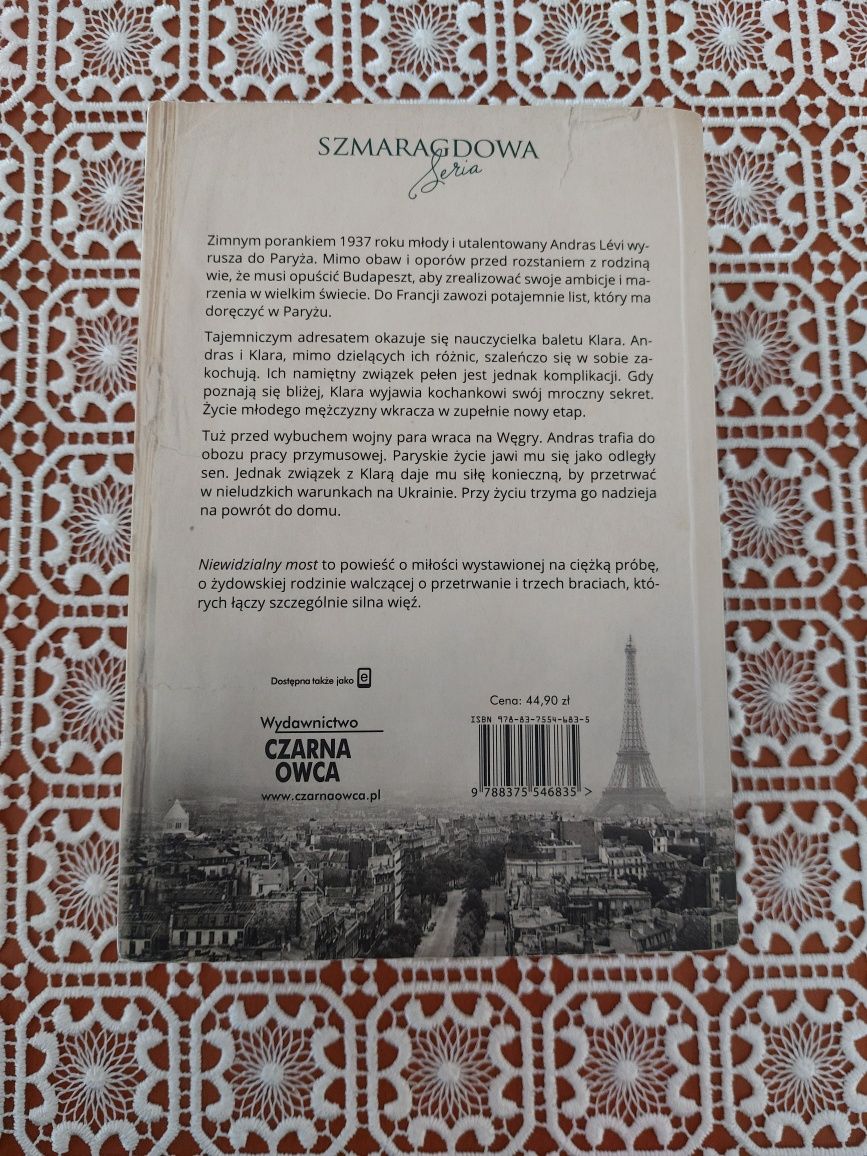 SZMARAGDOWA
Seria
Zimnym porankiem 1937 roku młody i utalentowany Andras Lévi wy-
rusza do Paryża. Mimo obaw i oporów przed rozstaniem z rodziną
wie, że musi opuścić Budapeszt, aby zrealizować swoje ambicje i ma-
rzenia w wielkim świecie. Do Francji zawozi potajemnie list, który ma
doręczyć w Paryżu.
Tajemniczym adresatem okazuje się nauczycielka baletu Klara. An-
dras i Klara, mimo dzielących ich różnic, szaleńczo się w sobie za-
kochują. Ich namiętny związek pełen jest jednak komplikacji. Gdy
poznają się bliżej, Klara wyjawia kochankowi swój mroczny sekret.
Życie młodego mężczyzny wkracza w zupełnie nowy etap.
Tuż przed wybuchem wojny para wraca na Węgry. Andras trafia do
obozu pracy przymusowej. Paryskie życie jawi mu się jako odległy
sen. Jednak związek z Klarą daje mu siłę konieczną, by przetrwać
w nieludzkich warunkach na Ukrainie. Przy życiu trzyma go nadzieja
na powrót do domu.
Niewidzialny most to powieść o miłości wystawionej na ciężką próbę,
o żydowskiej rodzinie walczącej o przetrwanie i trzech braciach, któ-
rych łączy szczególnie silna więź.
Dostępna także jako e
Wydawnictwo
CZARNA
OWCA
www.czarnaowca.pl
Cena: 44,90 zł
ISBN 978-83-7554-683-5
9 788375 546835 >